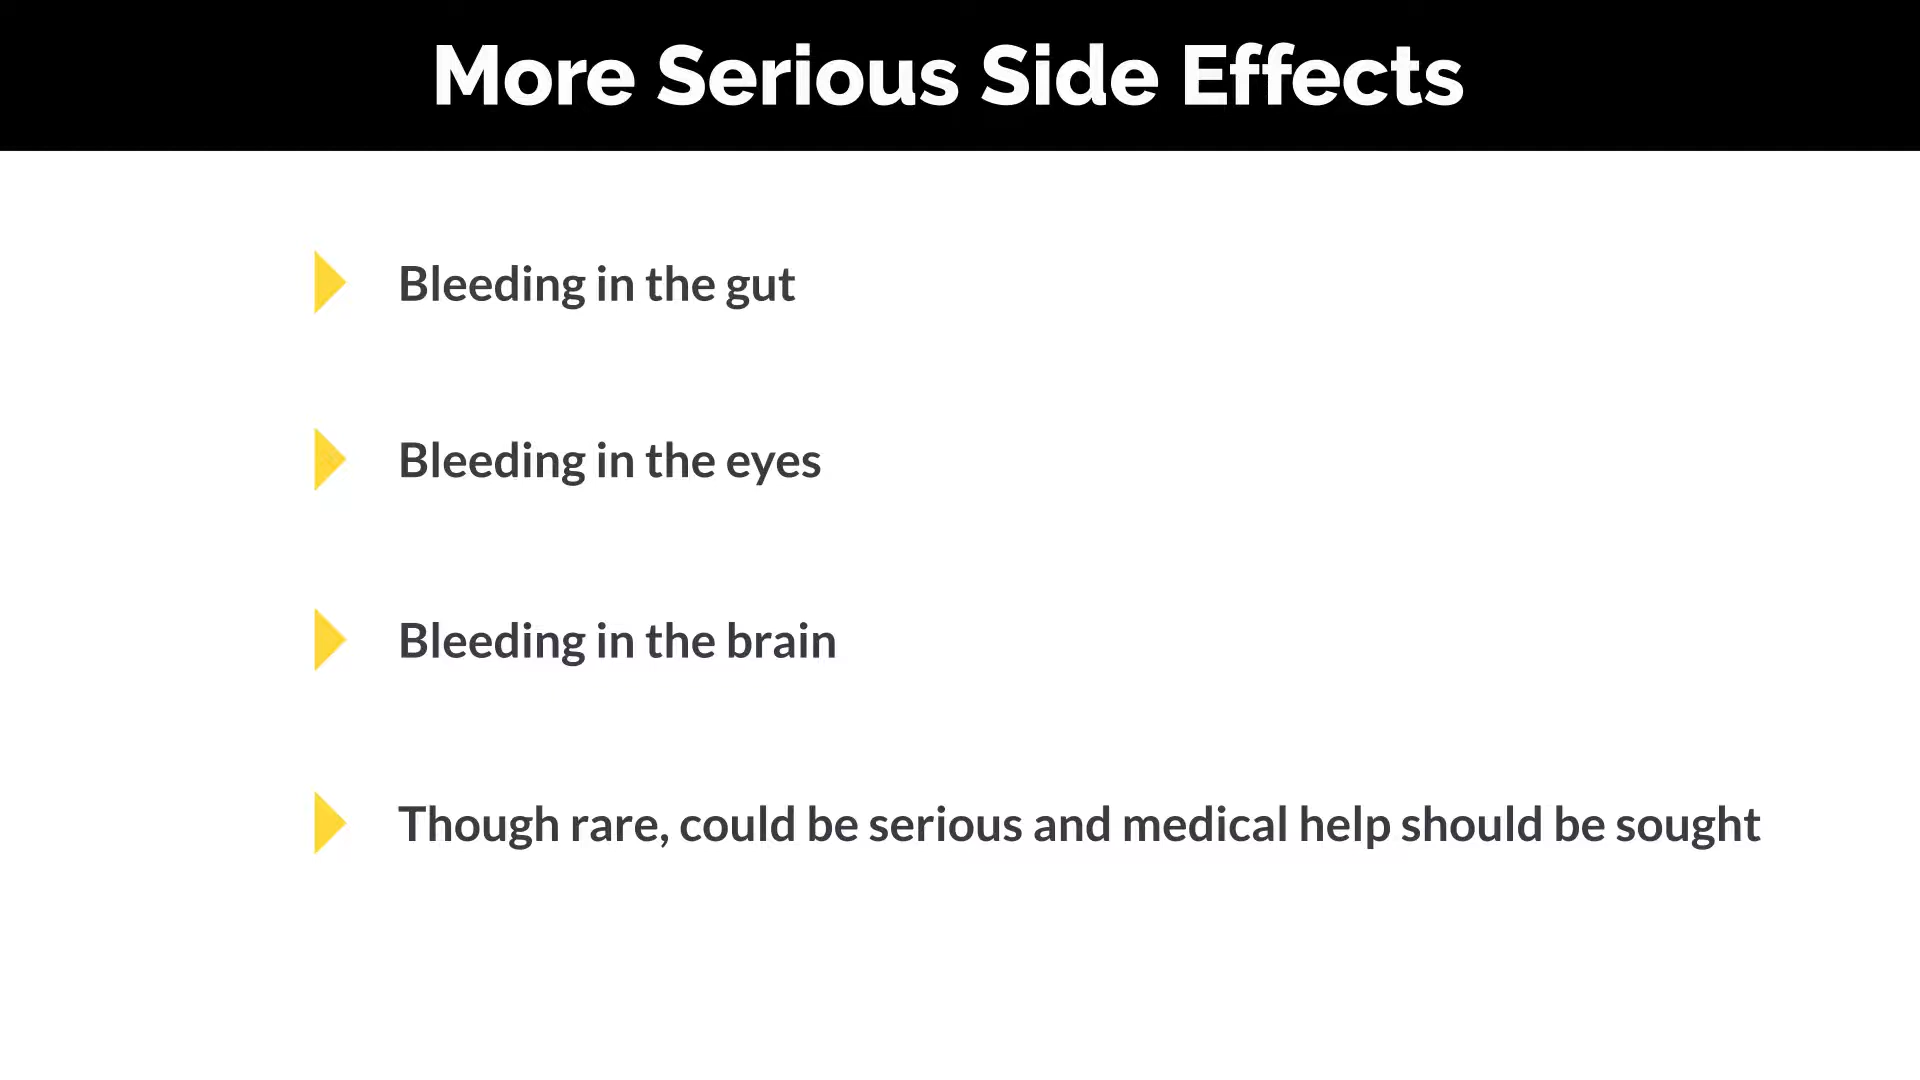 More Serious Side Effects
Bleeding in the gut
Bleeding in the eyes
Bleeding in the brain
Though rare, could be serious and medical help should be sought